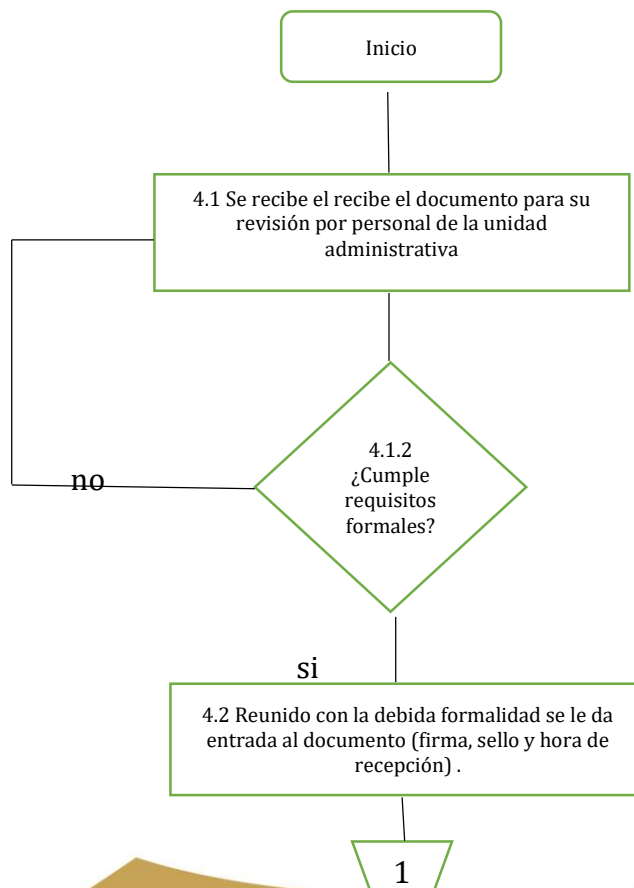 Inicio
4.1 Se recibe el recibe el documento para su
revisión por personal de la unidad
administrativa
4.1.2
¿Cumple
requisitos
formales?
no
si
4.2 Reunido con la debida formalidad se le da
entrada al documento (firma, sello y hora de
recepción) .
1